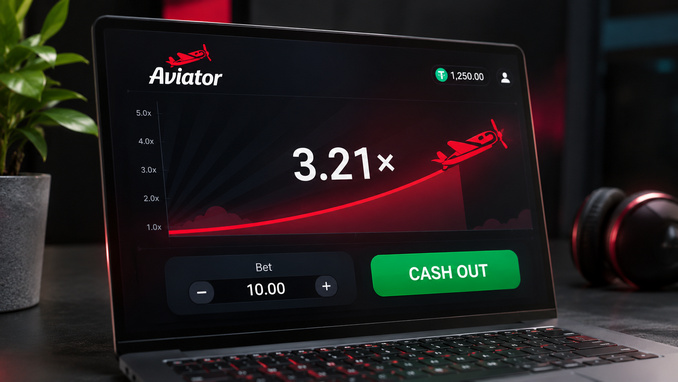 Aviator
1,250.00
5.0x
4.0x
3.0x
2.0x
1.0x
3.21×
Bet
− 10.00 +
CASH OUT